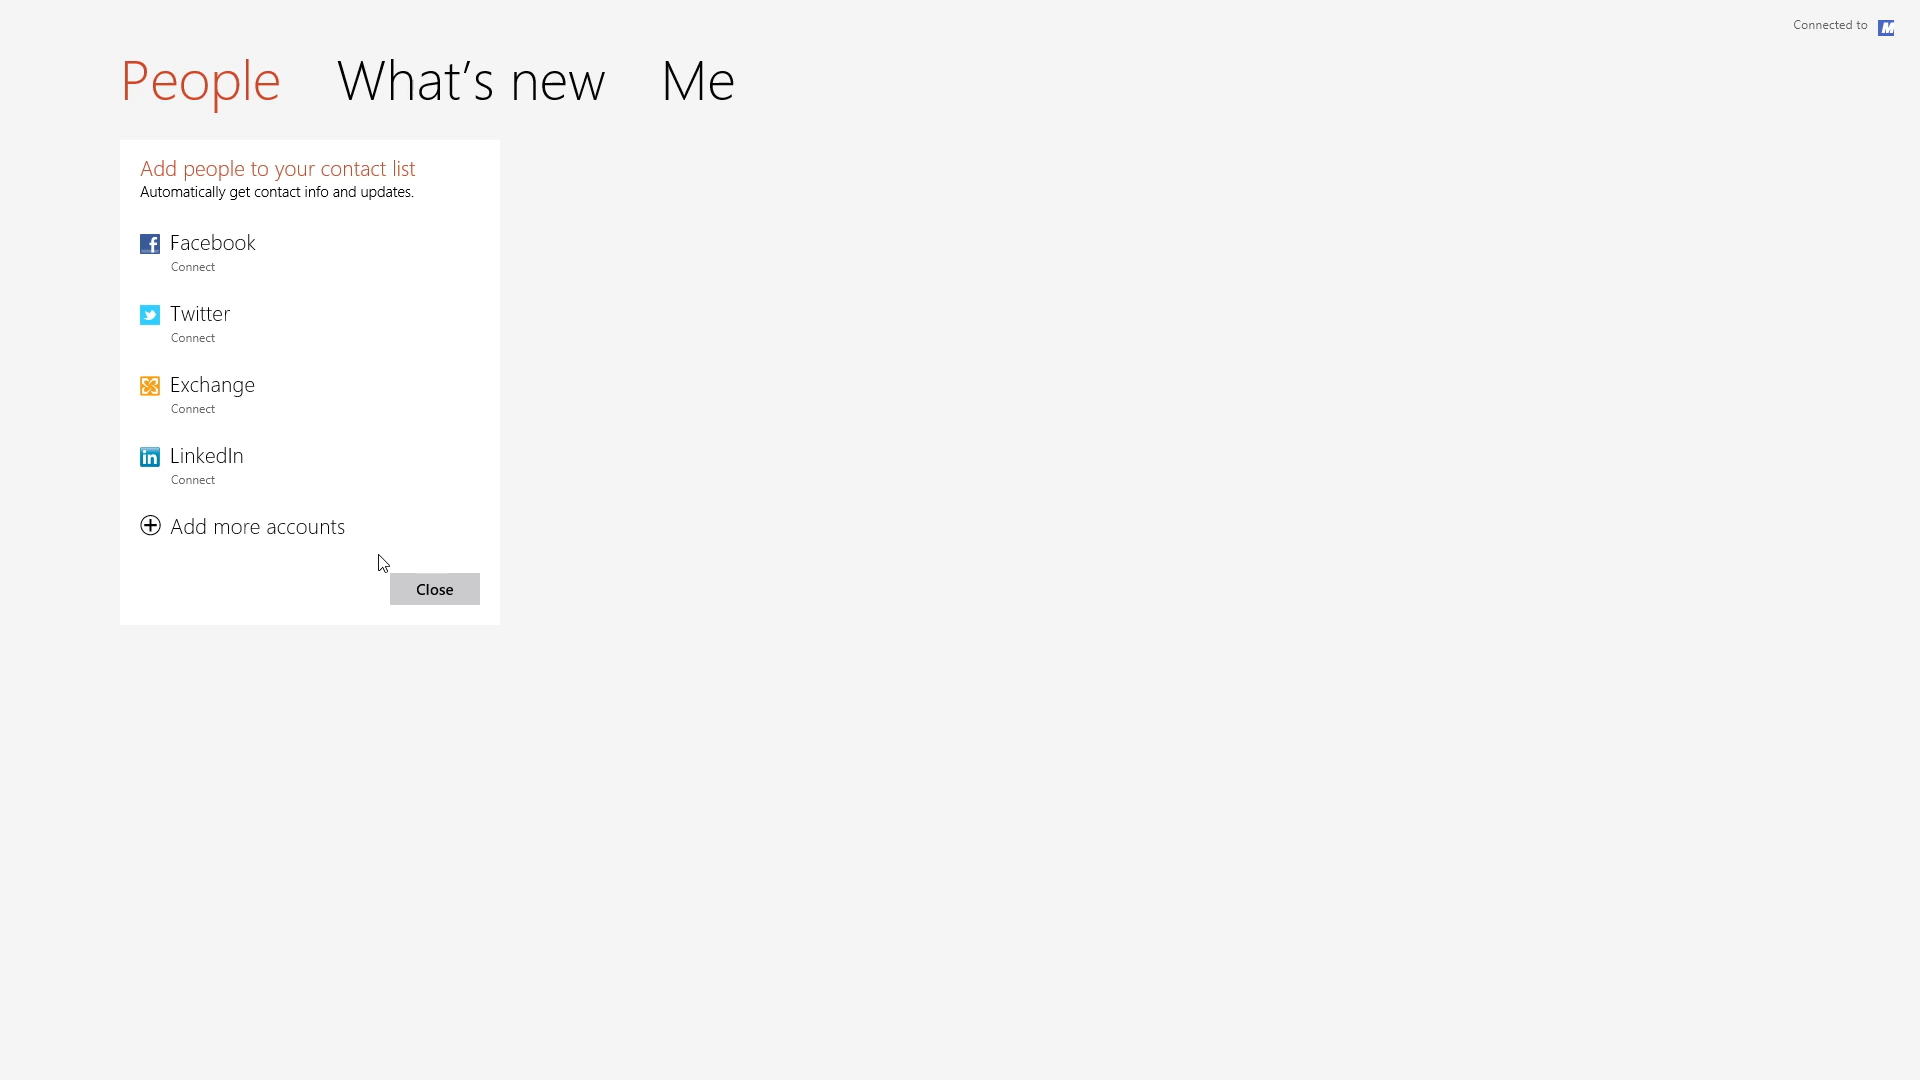 Connected to
People What's new Me
Add people to your contact list
Automatically get contact info and updates.
Facebook
Connect
Twitter
Connect
Exchange
Connect
LinkedIn
Connect
Add more accounts
Close